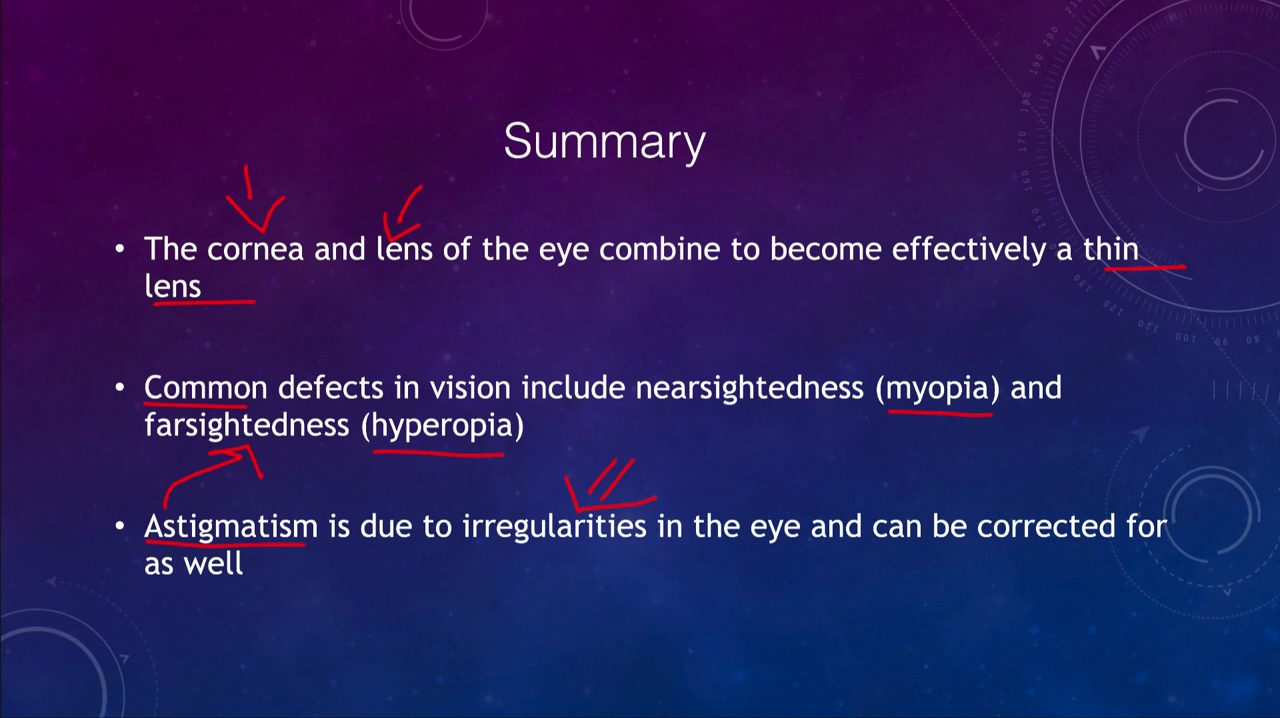 Summary
• The cornea and lens of the eye combine to become effectively a thin
lens
• Common defects in vision include nearsightedness (myopia) and
farsightedness (hyperopia)
• Astigmatism is due to irregularities in the eye and can be corrected for
as well